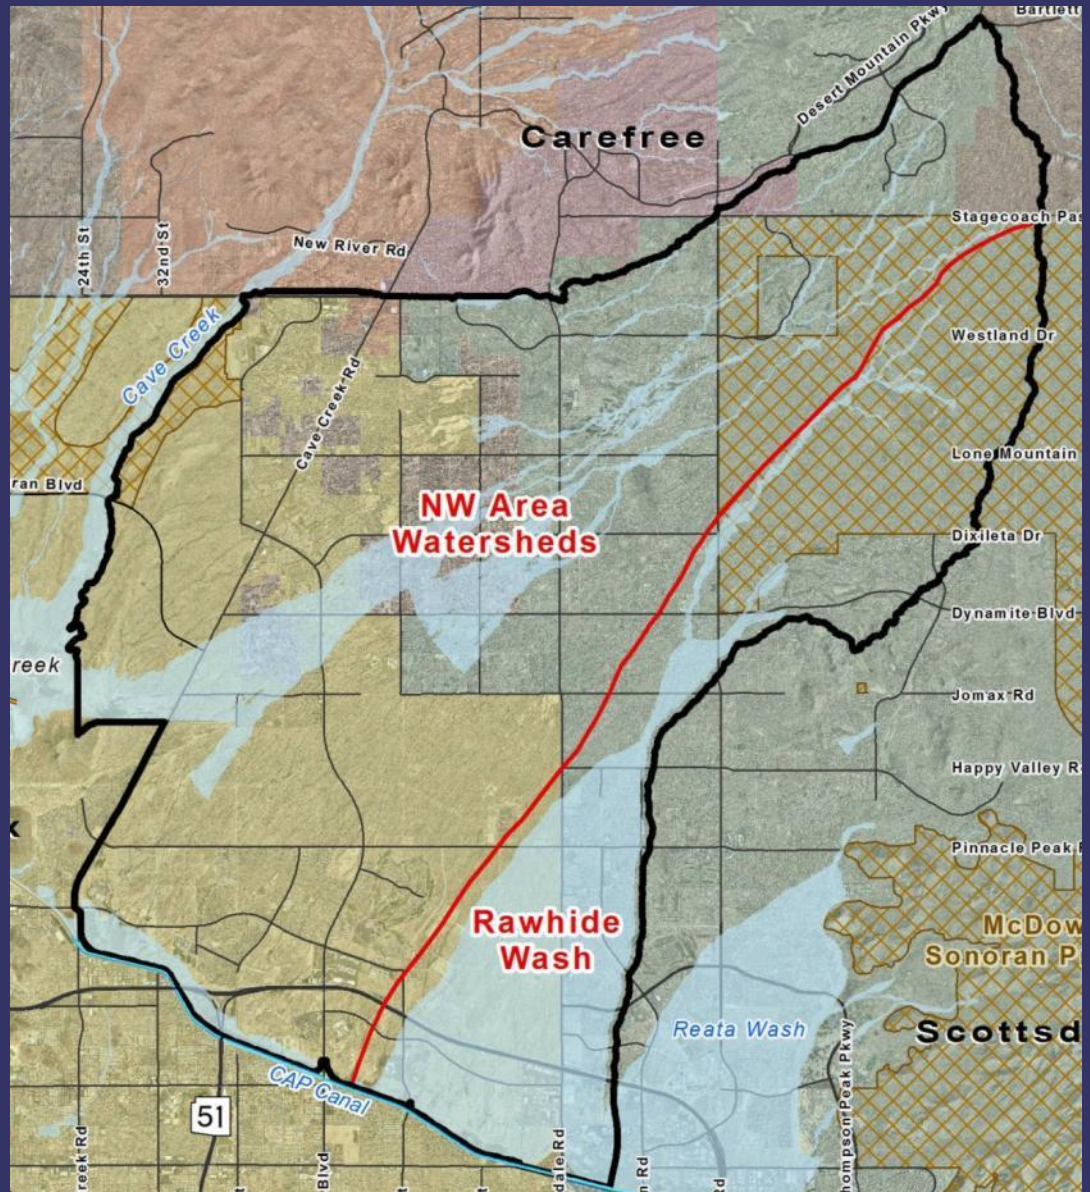 Bartlett
Desert Mountain Pkwy
Carefree
24th St
32nd St
New River Rd
Stagecoach Pas
Cave Creek
Westland Dr
Cave Creek Rd
ran Blvd
Lone Mountain
NW Area
Watersheds
Dixileta Dr
Dynamite Blvd
reek
Jomax Rd
Happy Valley R
Pinnacle Peak
Rawhide
Wash
McDow
Sonoran P
Reata Wash
Scottsd
CAP Canal
51
reek Rd
t
Blvd
t
t
dale Rd
n Rd
Rd
hompson Peak Pkwy